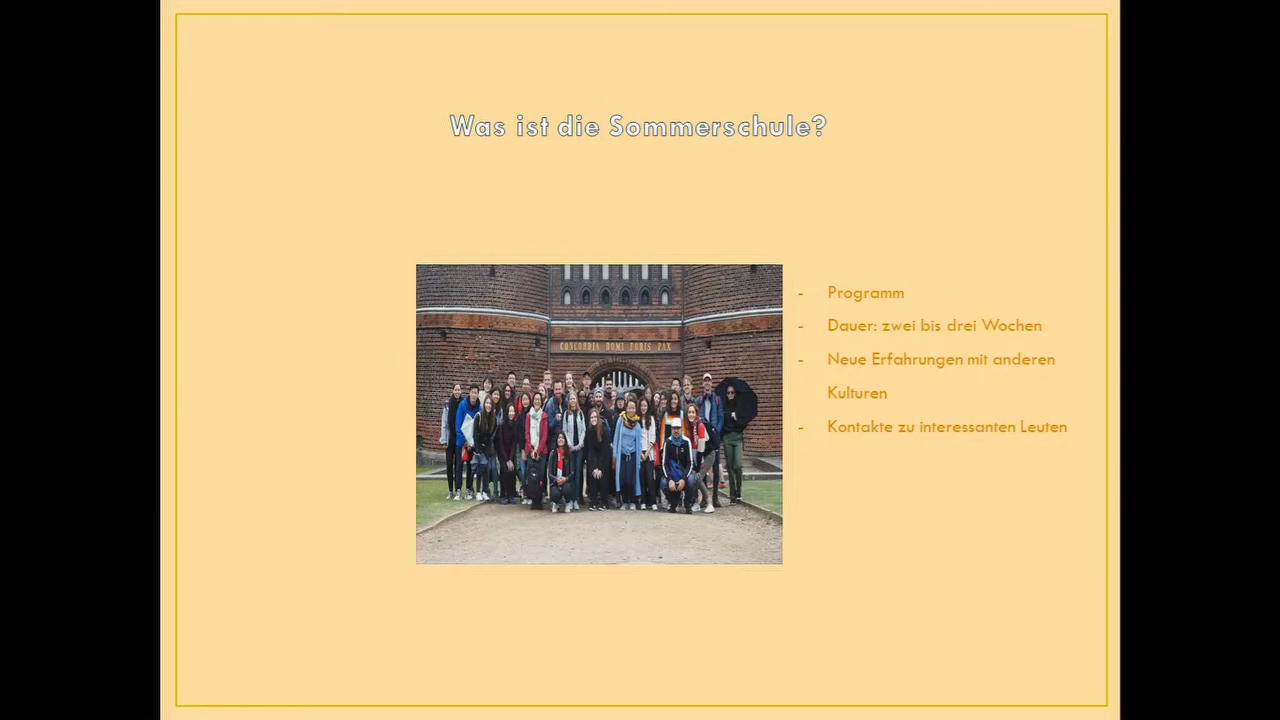 Was ist die Sommerschule?
CONCORDIA DOMI FORIS PAX
- Programm
- Dauer: zwei bis drei Wochen
- Neue Erfahrungen mit anderen
Kulturen
- Kontakte zu interessanten Leuten